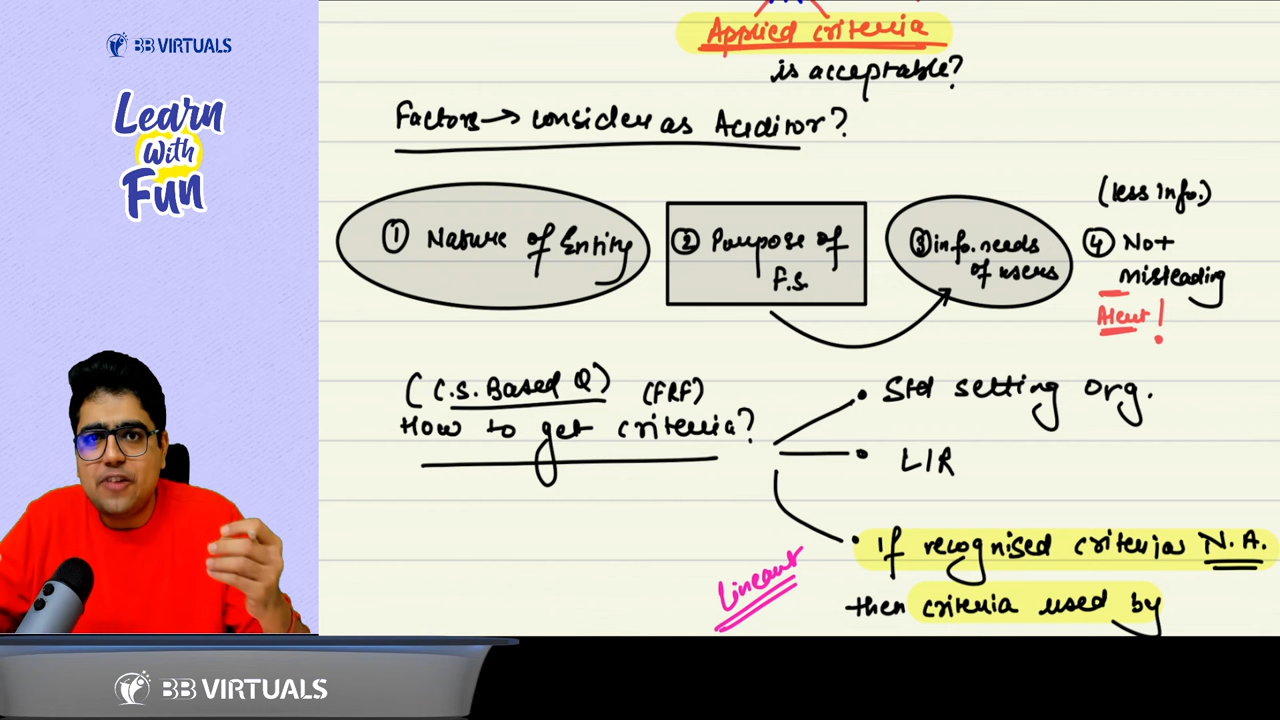 BB VIRTUALS
Learn
With
Fun
Applied criteria
is acceptable?
Factors → consider as Auditor?
① Nature of Entity
② Purpose of
F.S.
③ info. needs
of users
(less info.)
④ Not
misleading
Alert!
(C.S. Based Q) (FRF)
How to get criteria?
• Std setting org.
• LIR
• If recognised criterias N.A.
then criteria used by
BB VIRTUALS